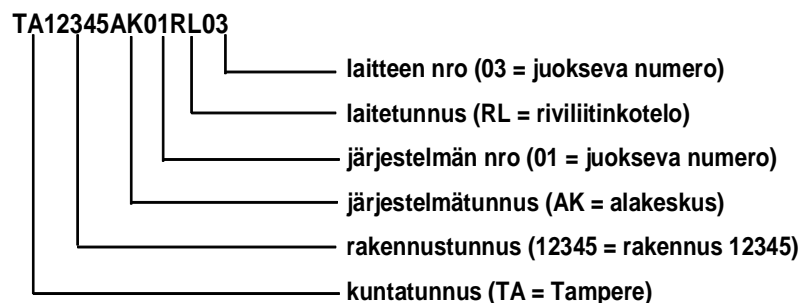 TA12345AK01RL03
laitteen nro (03 = juokseva numero)
laitetunnus (RL = riviliitinkotelo)
järjestelmän nro (01 = juokseva numero)
järjestelmätunnus (AK = alakeskus)
rakennustunnus (12345 = rakennus 12345)
kuntatunnus (TA = Tampere)